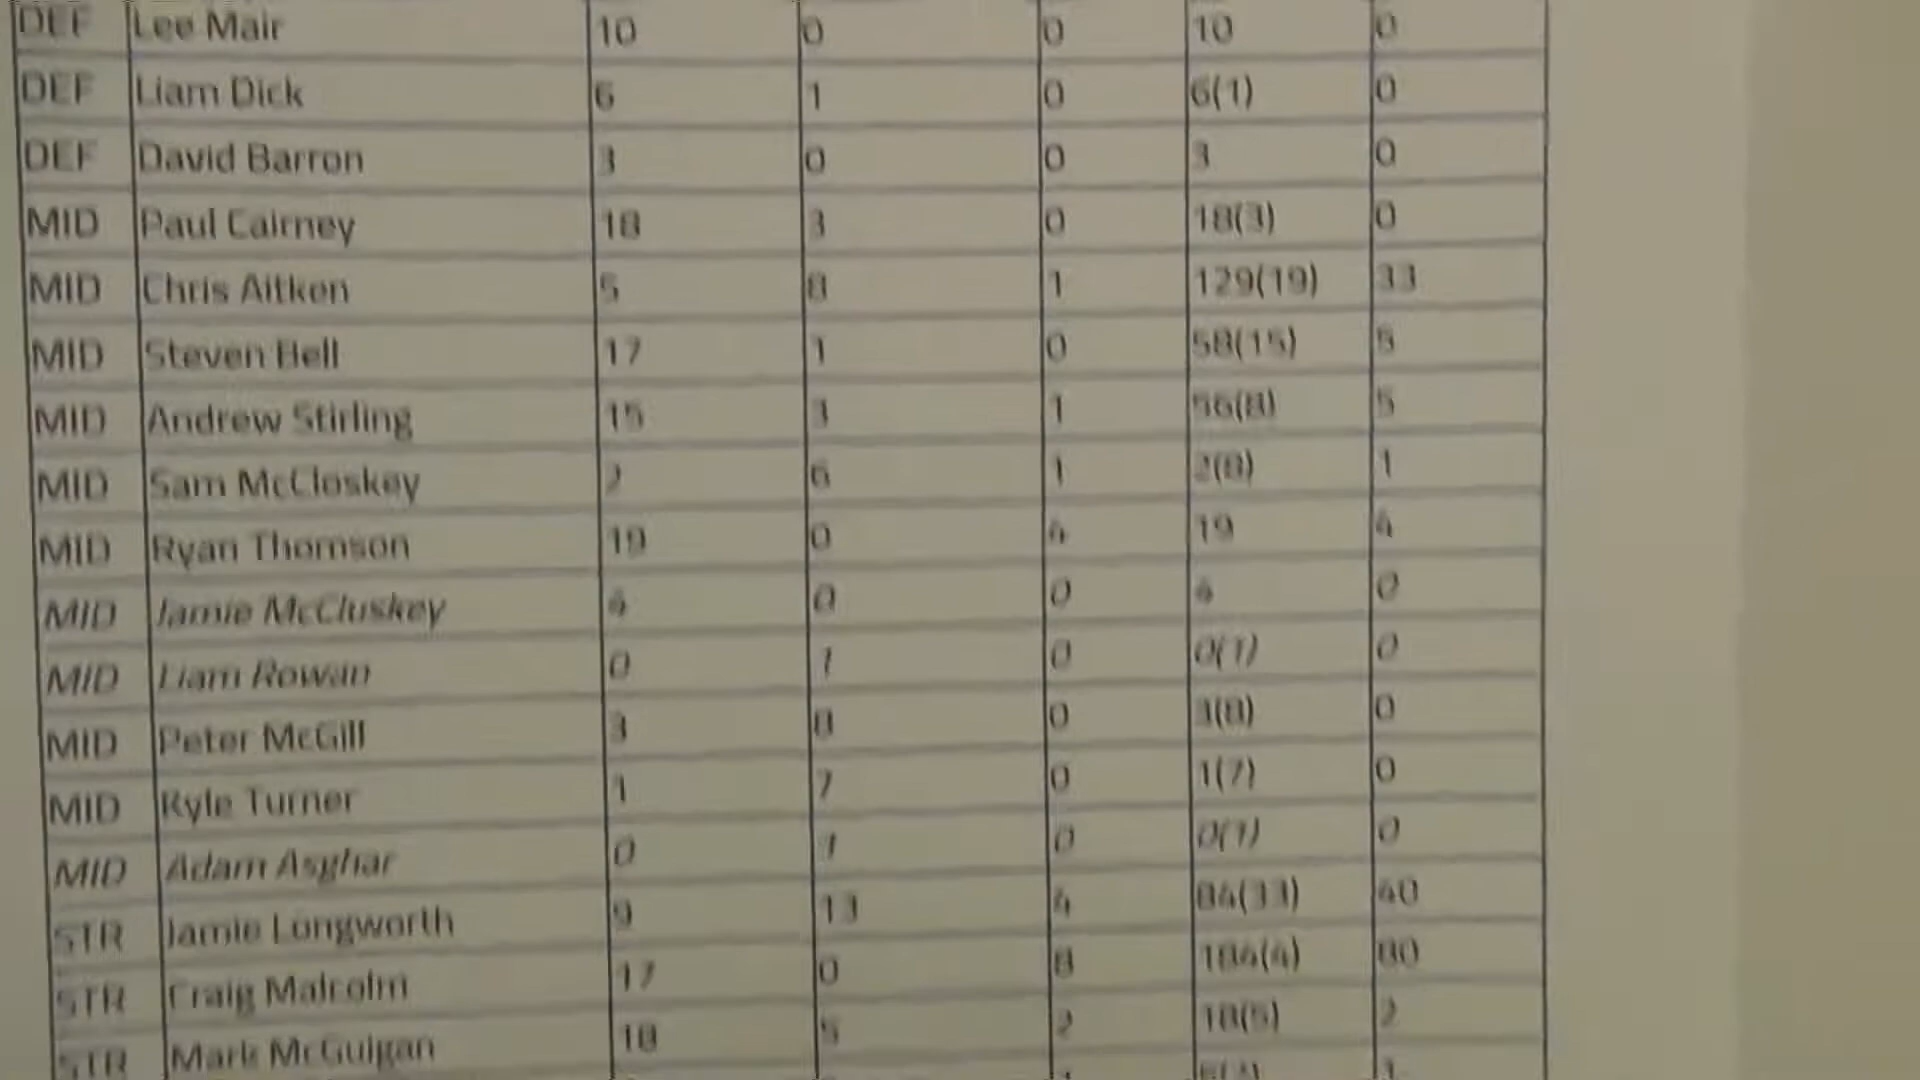 DEF Lee Mair 10 0 0 10 0
DEF Liam Dick 6 1 0 6(1) 0
DEF David Barron 3 0 0 3 0
MID Paul Cairney 18 3 0 18(3) 0
MID Chris Aitken 5 8 1 129(19) 33
MID Steven Bell 17 1 0 58(15) 5
MID Andrew Stirling 15 3 1 56(8) 5
MID Sam McCloskey 2 6 1 2(8) 1
MID Ryan Thomson 19 0 4 19 4
MID Jamie McCluskey 4 0 0 4 0
MID Liam Rowan 0 1 0 0(1) 0
MID Peter McGill 3 8 0 3(8) 0
MID Kyle Turner 1 7 0 1(7) 0
MID Adam Asghar 0 1 0 0(1) 0
STR Jamie Longworth 9 13 4 84(33) 40
STR Craig Malcolm 17 0 8 184(4) 80
STR Mark McGuigan 18 5 2 18(5) 2